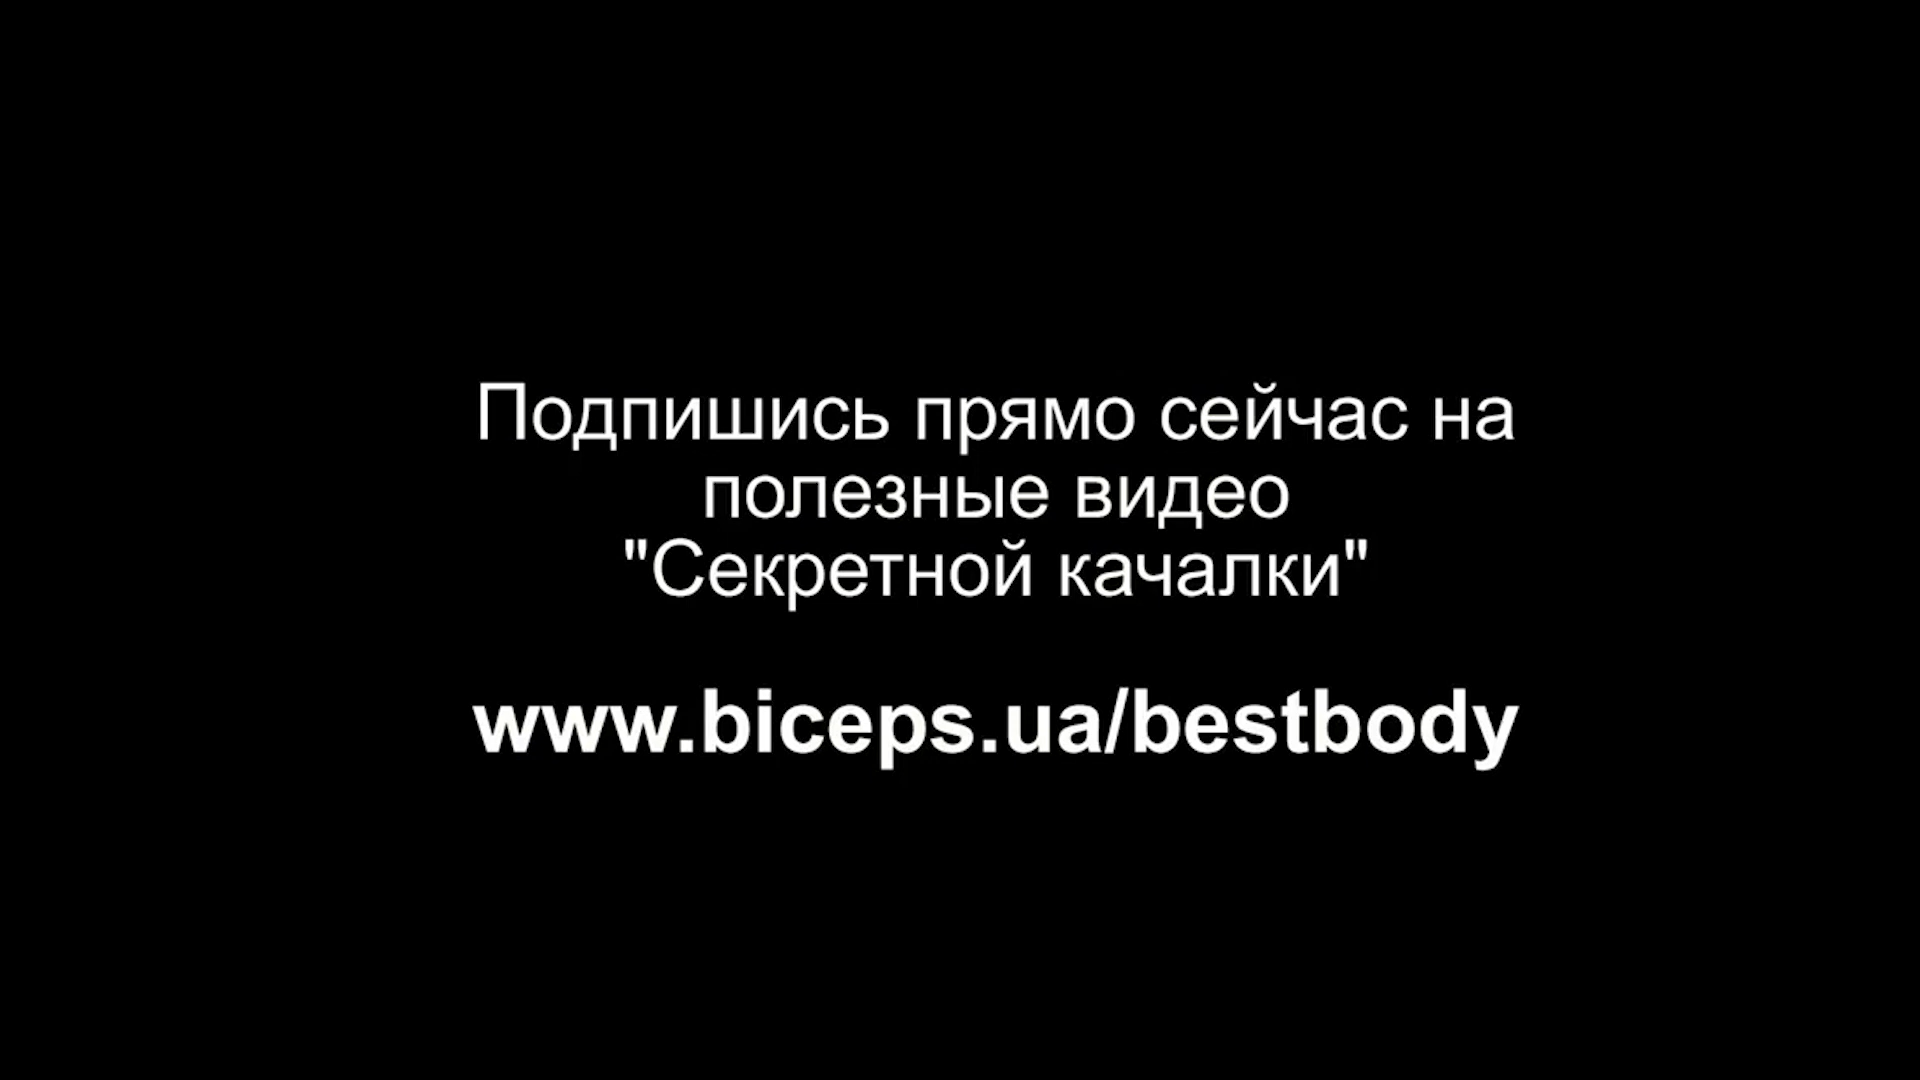 Подпишись прямо сейчас на
полезные видео
"Секретной качалки"
www.biceps.ua/bestbody